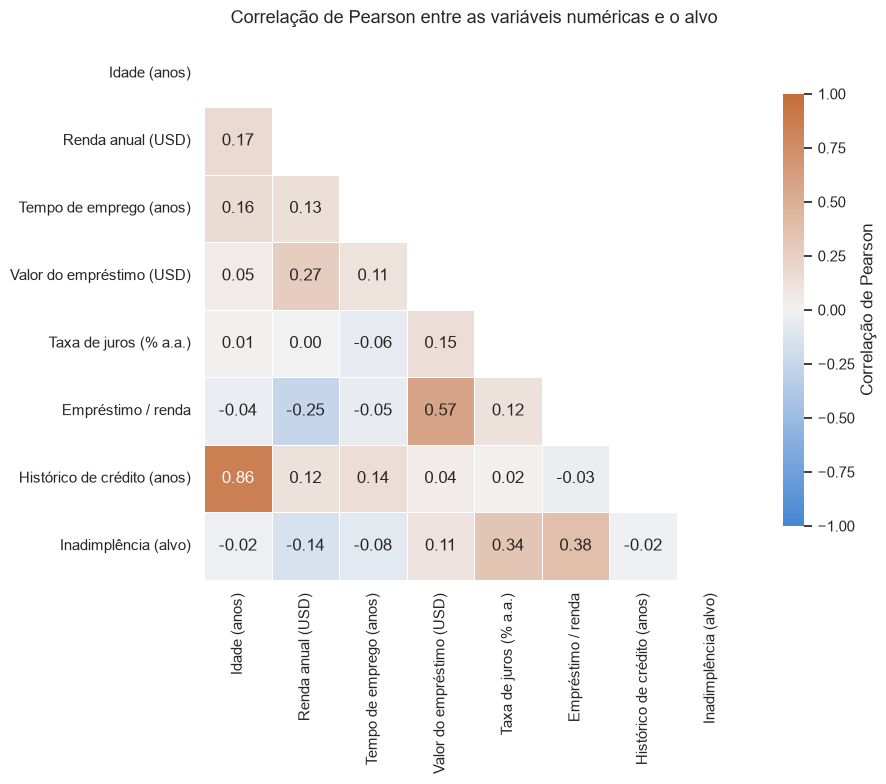 Correlação de Pearson entre as variáveis numéricas e o alvo
Idade (anos)
Renda anual (USD) 0.17
Tempo de emprego (anos) 0.16 0.13
Valor do empréstimo (USD) 0.05 0.27 0.11
Taxa de juros (% a.a.) 0.01 0.00 -0.06 0.15
Empréstimo / renda -0.04 -0.25 -0.05 0.57 0.12
Histórico de crédito (anos) 0.86 0.12 0.14 0.04 0.02 -0.03
Inadimplência (alvo) -0.02 -0.14 -0.08 0.11 0.34 0.38 -0.02
Idade (anos)
Renda anual (USD)
Tempo de emprego (anos)
Valor do empréstimo (USD)
Taxa de juros (% a.a.)
Empréstimo / renda
Histórico de crédito (anos)
Inadimplência (alvo)
1.00
0.75
0.50
0.25
0.00
−0.25
−0.50
−0.75
−1.00
Correlação de Pearson